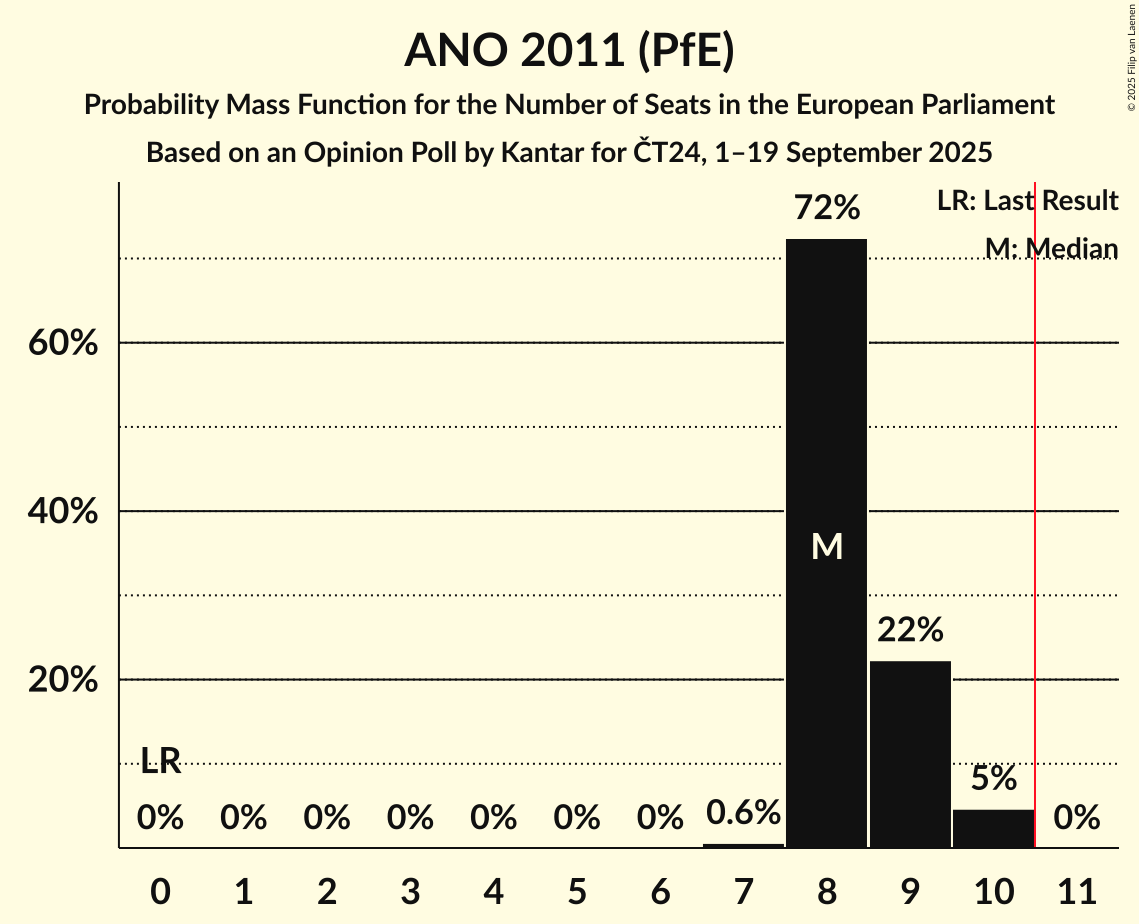 ANO 2011 (PfE)
Probability Mass Function for the Number of Seats in the European Parliament
Based on an Opinion Poll by Kantar for ČT24, 1–19 September 2025
© 2025 Filip van Laenen
LR: Last Result
M: Median
72%
60%
40%
M
22%
20%
LR
5%
0% 0% 0% 0% 0% 0% 0% 0.6% 0%
0 1 2 3 4 5 6 7 8 9 10 11